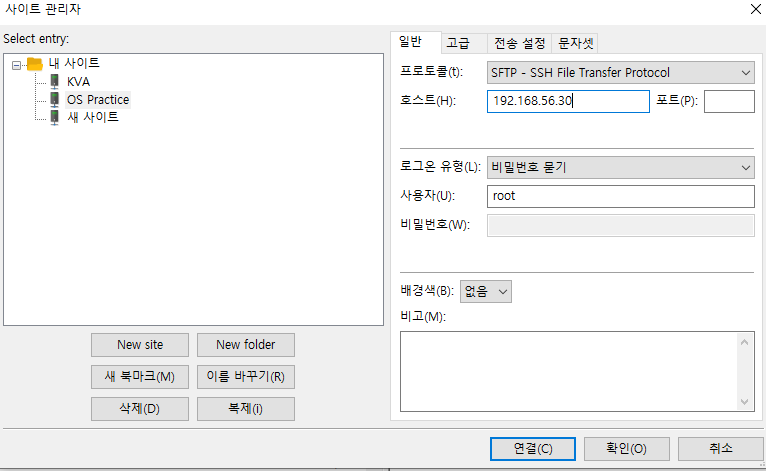 사이트 관리자
Select entry:
내 사이트
KVA
OS Practice
새 사이트
New site New folder
새 북마크(M) 이름 바꾸기(R)
삭제(D) 복제(i)
일반 고급 전송 설정 문자셋
프로토콜(t): SFTP - SSH File Transfer Protocol
호스트(H): 192.168.56.30 포트(P):
로그온 유형(L): 비밀번호 묻기
사용자(U): root
비밀번호(W):
배경색(B): 없음
비고(M):
연결(C) 확인(O) 취소